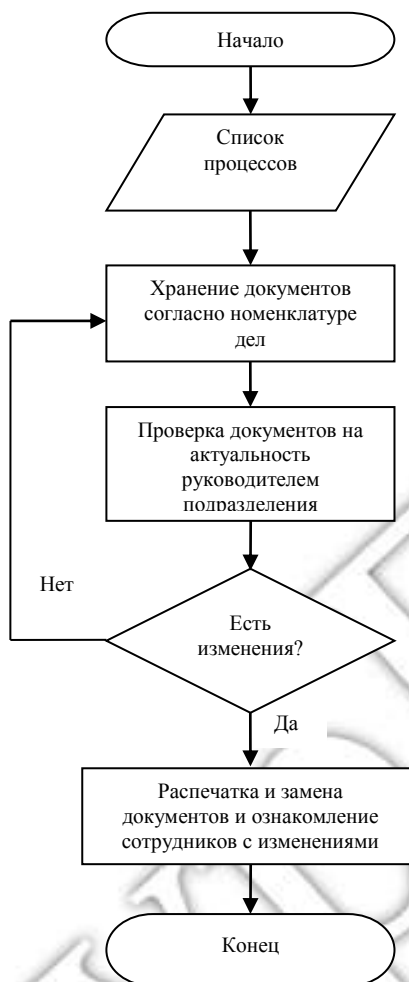 Начало
Список
процессов
Хранение документов
согласно номенклатуре
дел
Проверка документов на
актуальность
руководителем
подразделения
Нет
Есть
изменения?
Да
Распечатка и замена
документов и ознакомление
сотрудников с изменениями
Конец